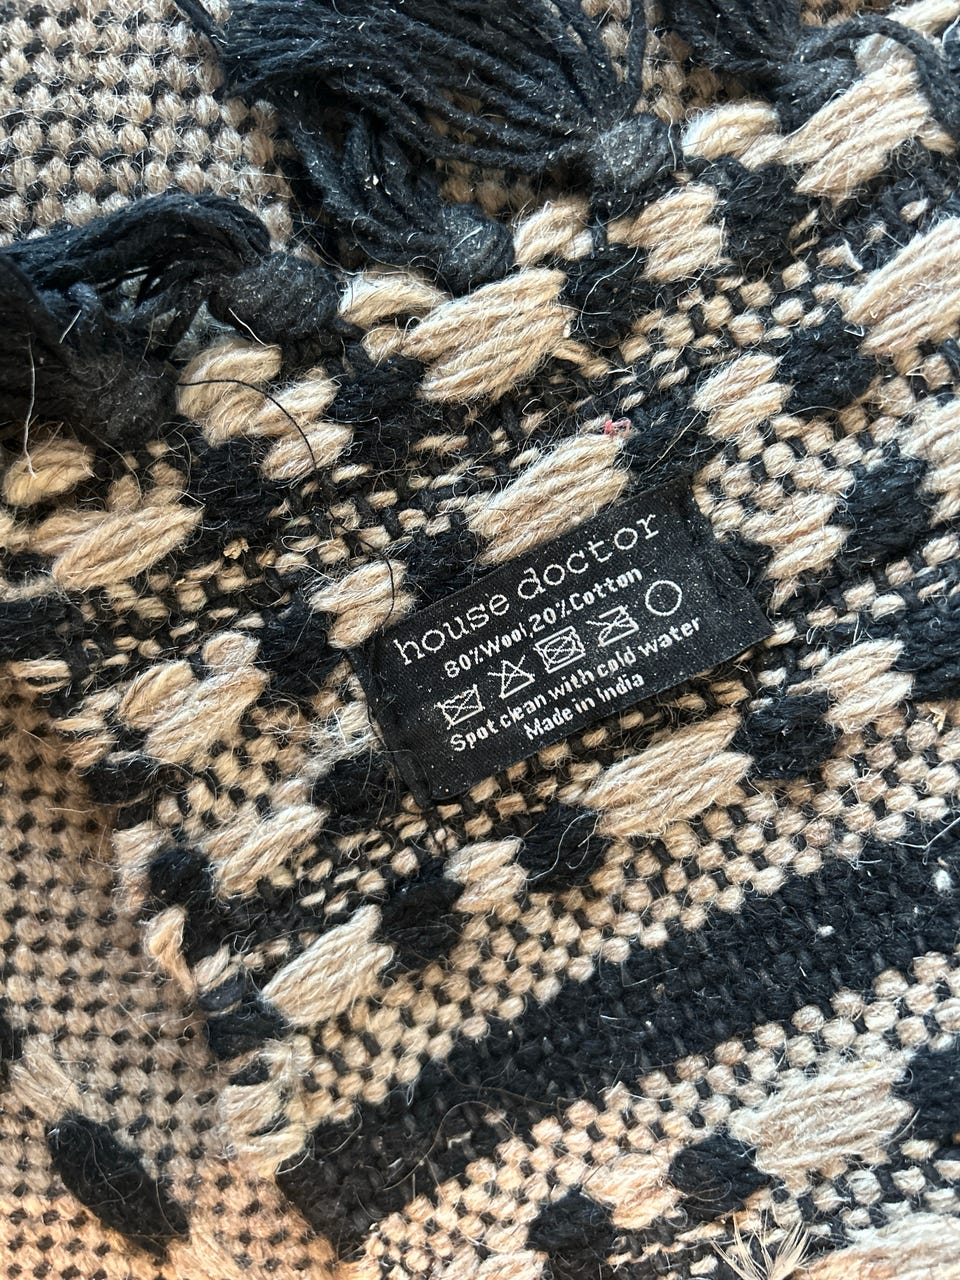 house doctor
80%Wool,20%Cotton
Spot clean with cold water
Made in India